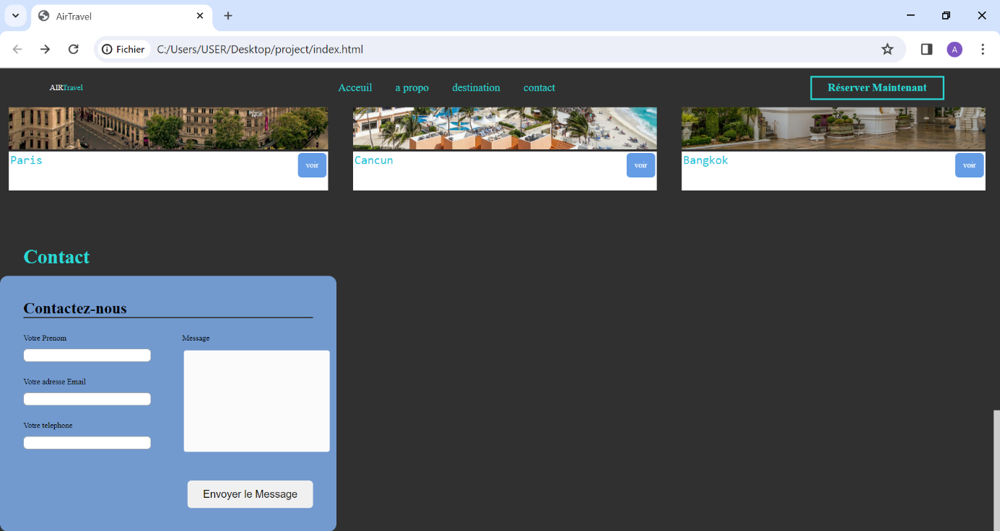 AirTravel
Fichier C:/Users/USER/Desktop/project/index.html
A
AIRTravel Acceuil a propo destination contact Réserver Maintenant
Paris voir Cancun voir Bangkok voir
Contact
Contactez-nous
Votre Prenom Message
Votre adresse Email
Votre telephone
Envoyer le Message